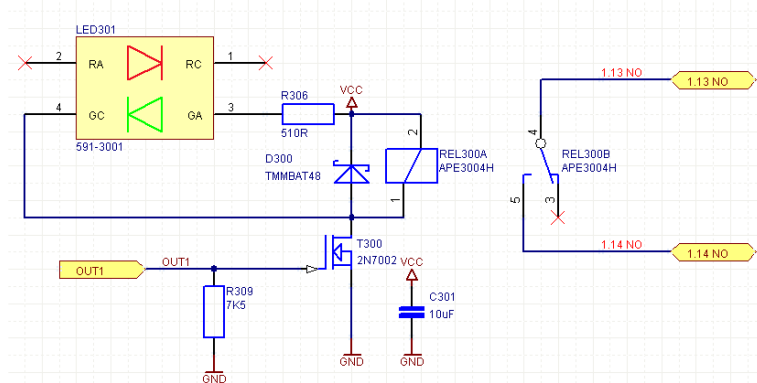 LED301
2
RA
RC
1
4
GC
GA
3
591-3001
R306
510R
VCC
D300
TMMBAT48
2
REL300A
APE3004H
1
T300
2N7002
OUT1
OUT1
R309
7K5
GND
GND
VCC
C301
10uF
GND
1.13 NO
1.13 NO
4
REL300B
APE3004H
5
3
1.14 NO
1.14 NO